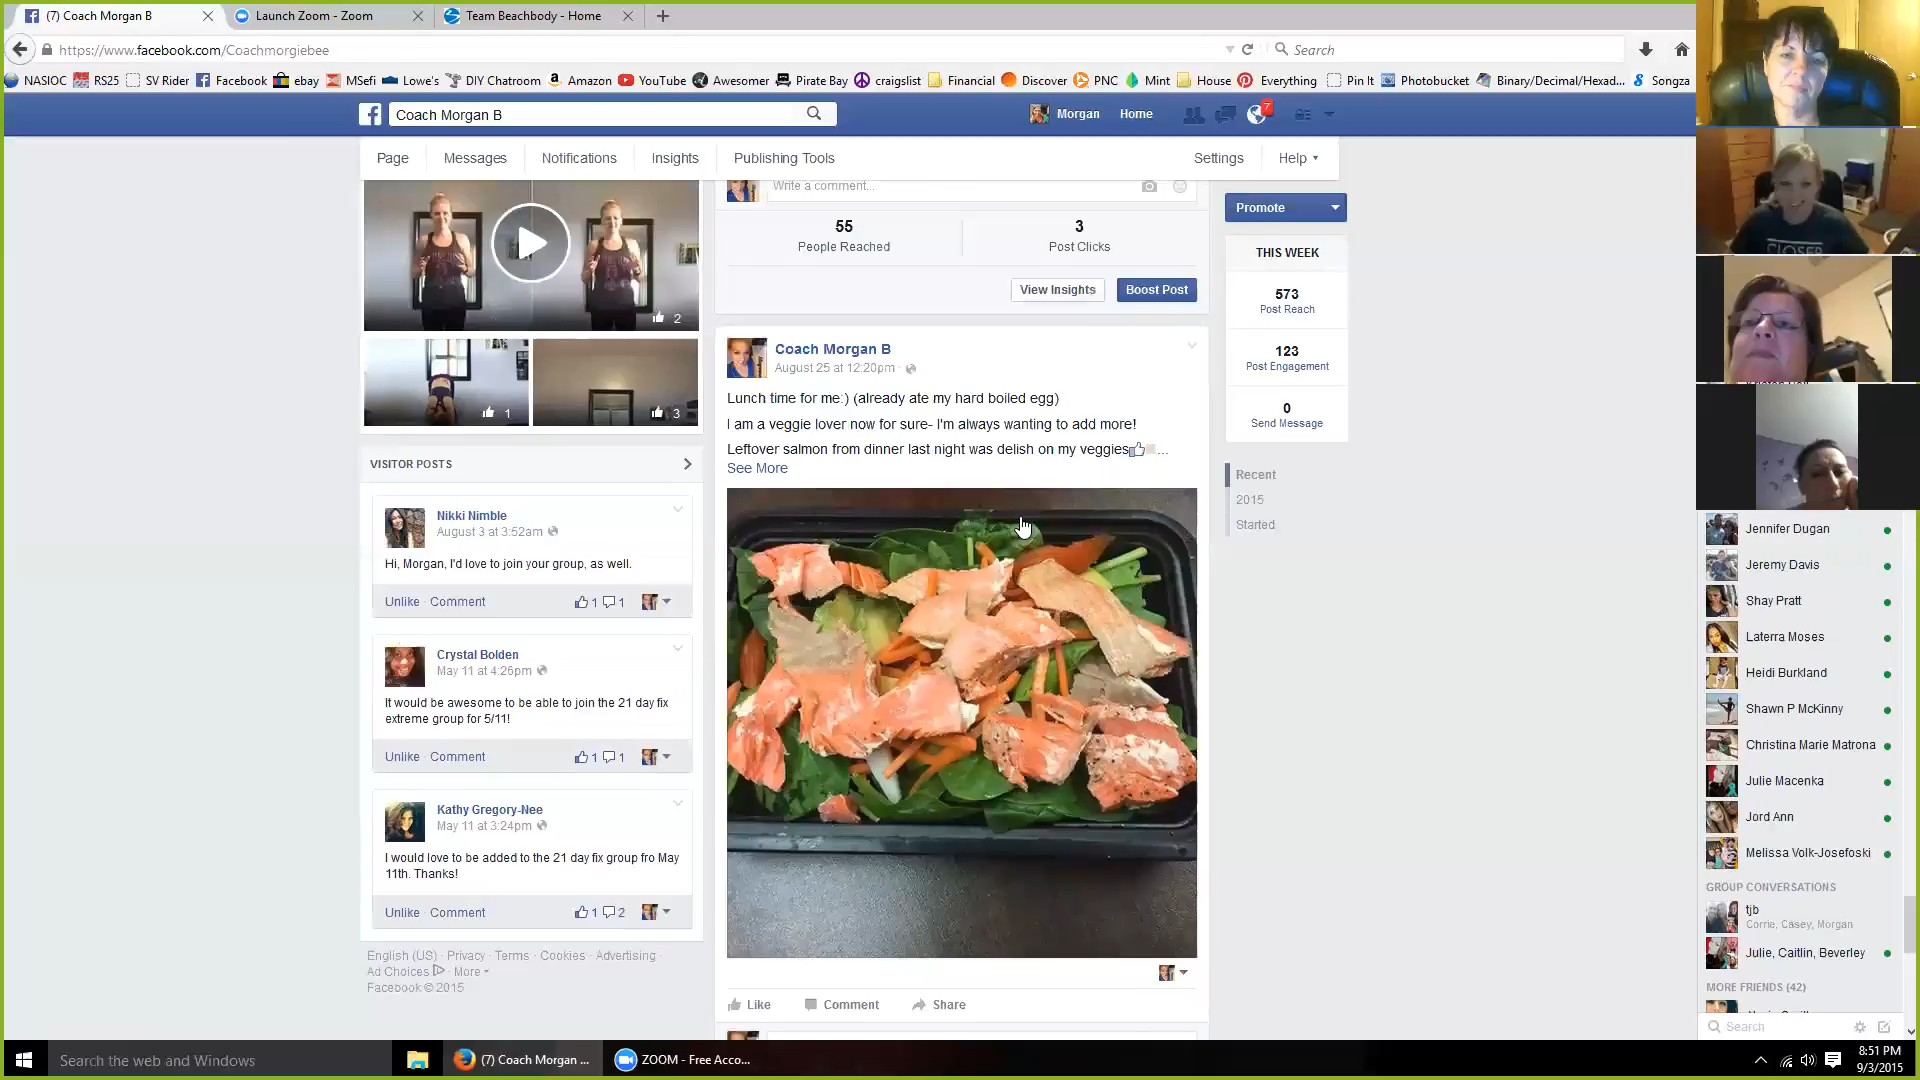 (7) Coach Morgan B
Launch Zoom - Zoom
Team Beachbody - Home
https://www.facebook.com/Coachmorgiebee
Search
NASIOC
RS25
SV Rider
Facebook
ebay
MSefi
Lowe's
DIY Chatroom
Amazon
YouTube
Awesomer
Pirate Bay
craigslist
Financial
Discover
PNC
Mint
House
Everything
Pin It
Photobucket
Binary/Decimal/Hexad...
Songza
Coach Morgan B
Morgan
Home
7
Page
Messages
Notifications
Insights
Publishing Tools
Settings
Help
2
1
3
VISITOR POSTS
Nikki Nimble
August 3 at 3:52am
Hi, Morgan, I'd love to join your group, as well.
Unlike · Comment
1
1
Crystal Bolden
May 11 at 4:26pm
It would be awesome to be able to join the 21 day fix
extreme group for 5/11!
Unlike · Comment
1
1
Kathy Gregory-Nee
May 11 at 3:24pm
I would love to be added to the 21 day fix group fro May
11th. Thanks!
Unlike · Comment
1
2
English (US) · Privacy · Terms · Cookies · Advertising ·
Ad Choices · More
Facebook © 2015
Write a comment...
55
People Reached
3
Post Clicks
View Insights
Boost Post
Coach Morgan B
August 25 at 12:20pm ·
Lunch time for me:) (already ate my hard boiled egg)
I am a veggie lover now for sure- I'm always wanting to add more!
Leftover salmon from dinner last night was delish on my veggies ...
See More
Like
Comment
Share
Promote
THIS WEEK
573
Post Reach
123
Post Engagement
0
Send Message
Recent
2015
Started
CLOSER
Jennifer Dugan
Jeremy Davis
Shay Pratt
Laterra Moses
Heidi Burkland
Shawn P McKinny
Christina Marie Matrona
Julie Macenka
Jord Ann
Melissa Volk-Josefoski
GROUP CONVERSATIONS
tjb
Corrie, Casey, Morgan
Julie, Caitlin, Beverley
MORE FRIENDS (42)
Search
Search the web and Windows
(7) Coach Morgan ...
ZOOM - Free Acco...
8:51 PM
9/3/2015